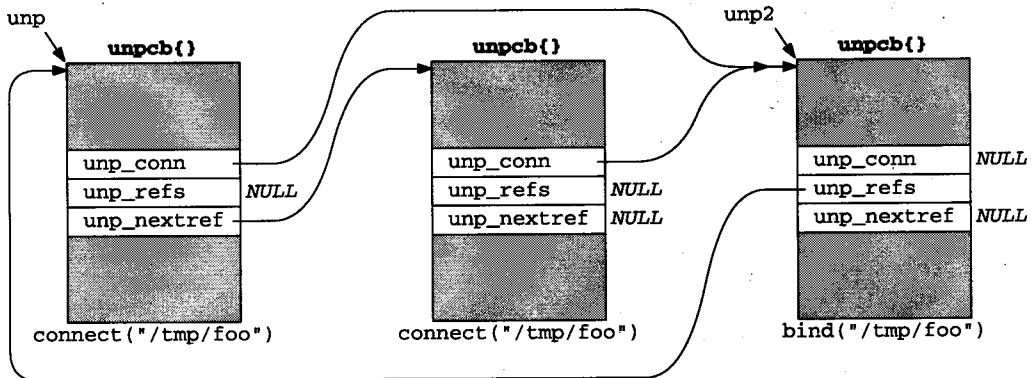 unp
unp2
unpcb{}
unpcb{}
unpcb{}
unp_conn
unp_refs NULL
unp_nextref
connect("/tmp/foo")
unp_conn
unp_refs NULL
unp_nextref NULL
connect("/tmp/foo")
unp_conn NULL
unp_refs
unp_nextref NULL
bind("/tmp/foo")